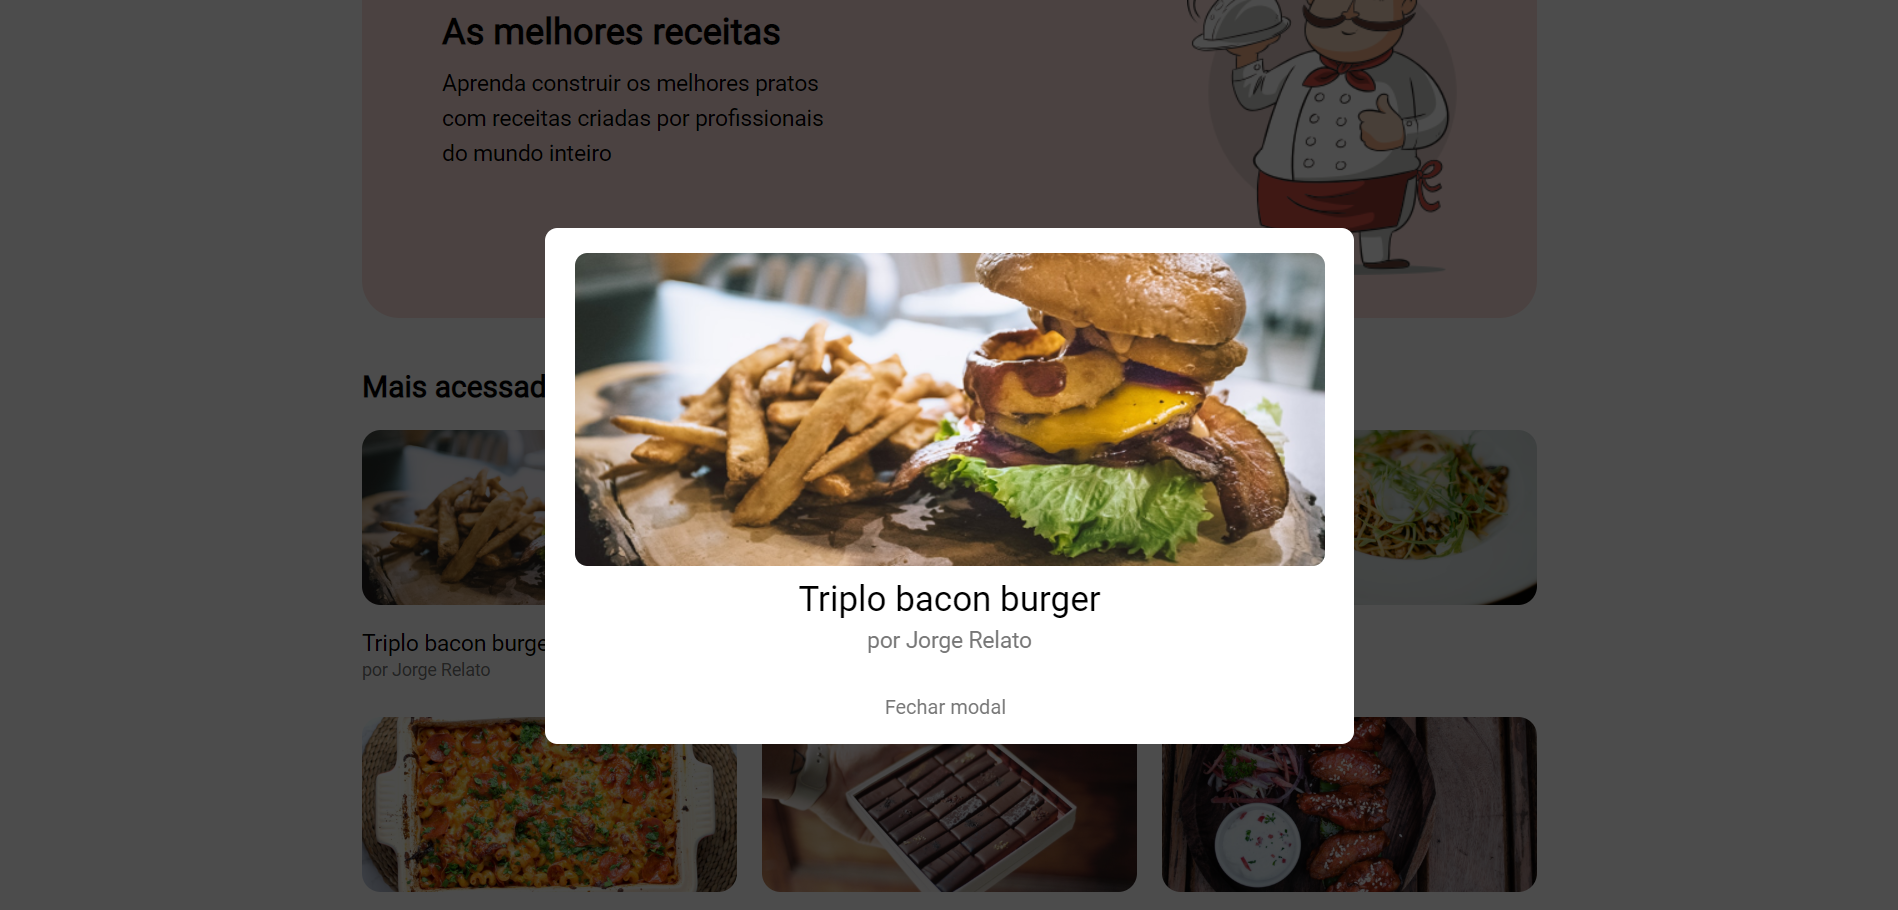 As melhores receitas
Aprenda construir os melhores pratos
com receitas criadas por profissionais
do mundo inteiro
Mais acessad
Triplo bacon burge
por Jorge Relato
Triplo bacon burger
por Jorge Relato
Fechar modal